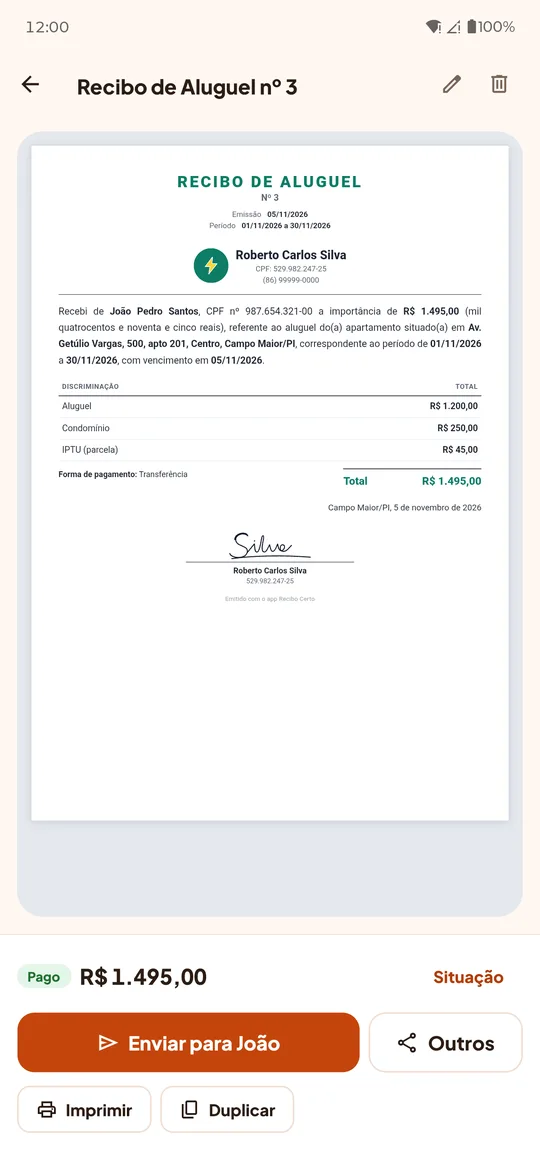 12:00
100%
Recibo de Aluguel nº 3
RECIBO DE ALUGUEL
Nº 3
Emissão 05/11/2026
Período 01/11/2026 a 30/11/2026
Roberto Carlos Silva
CPF: 529.982.247-25
(86) 99999-0000
Recebi de João Pedro Santos, CPF nº 987.654.321-00 a importância de R$ 1.495,00 (mil
quatrocentos e noventa e cinco reais), referente ao aluguel do(a) apartamento situado(a) em Av.
Getúlio Vargas, 500, apto 201, Centro, Campo Maior/PI, correspondente ao período de 01/11/2026
a 30/11/2026, com vencimento em 05/11/2026.
DISCRIMINAÇÃO TOTAL
Aluguel R$ 1.200,00
Condomínio R$ 250,00
IPTU (parcela) R$ 45,00
Forma de pagamento: Transferência
Total R$ 1.495,00
Campo Maior/PI, 5 de novembro de 2026
Silva
Roberto Carlos Silva
529.982.247-25
Emitido com o app Recibo Certo
Pago R$ 1.495,00 Situação
Enviar para João Outros
Imprimir Duplicar